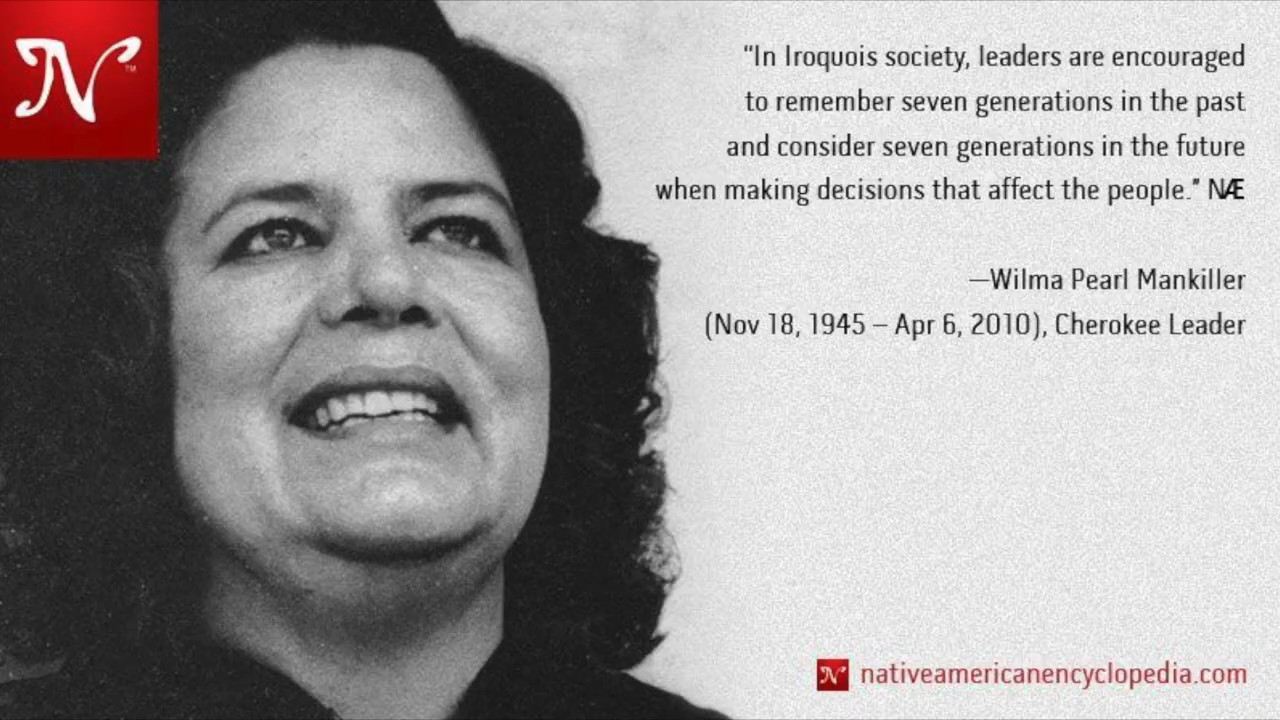 N™
“In Iroquois society, leaders are encouraged
to remember seven generations in the past
and consider seven generations in the future
when making decisions that affect the people.” NÆ
—Wilma Pearl Mankiller
(Nov 18, 1945 – Apr 6, 2010), Cherokee Leader
N nativeamericanencyclopedia.com